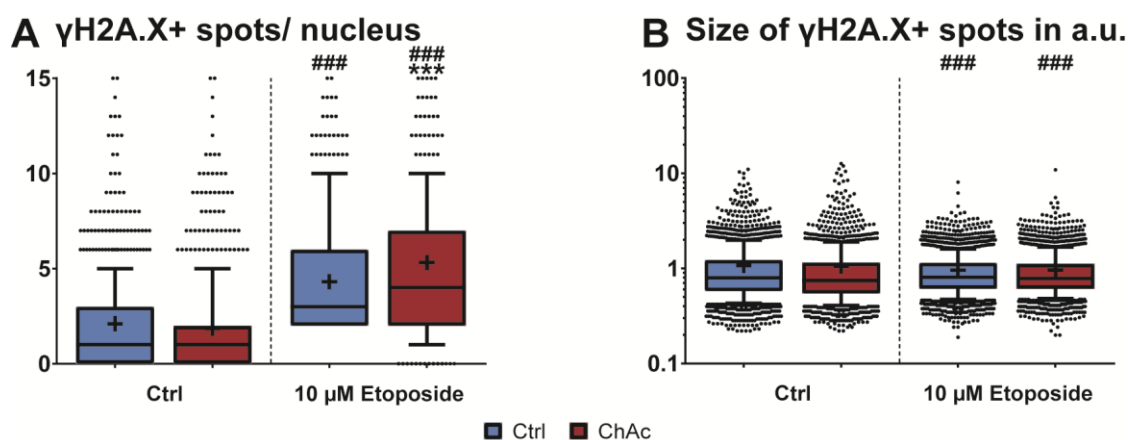 A γH2A.X+ spots/ nucleus
### ###
***
15
10
5
0
Ctrl 10 µM Etoposide
B Size of γH2A.X+ spots in a.u.
### ###
100
10
1
0.1
Ctrl 10 µM Etoposide
Ctrl ChAc